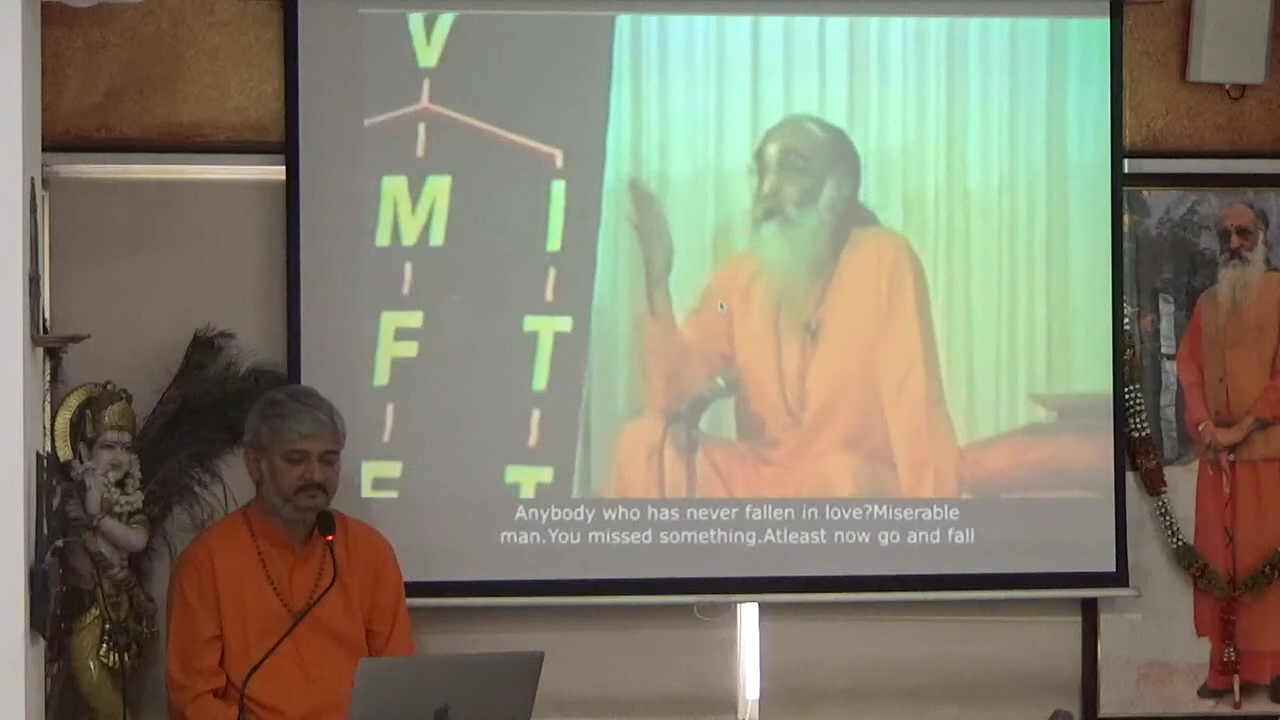 V
M I
F T
E T
Anybody who has never fallen in love?Miserable
man.You missed something.Atleast now go and fall